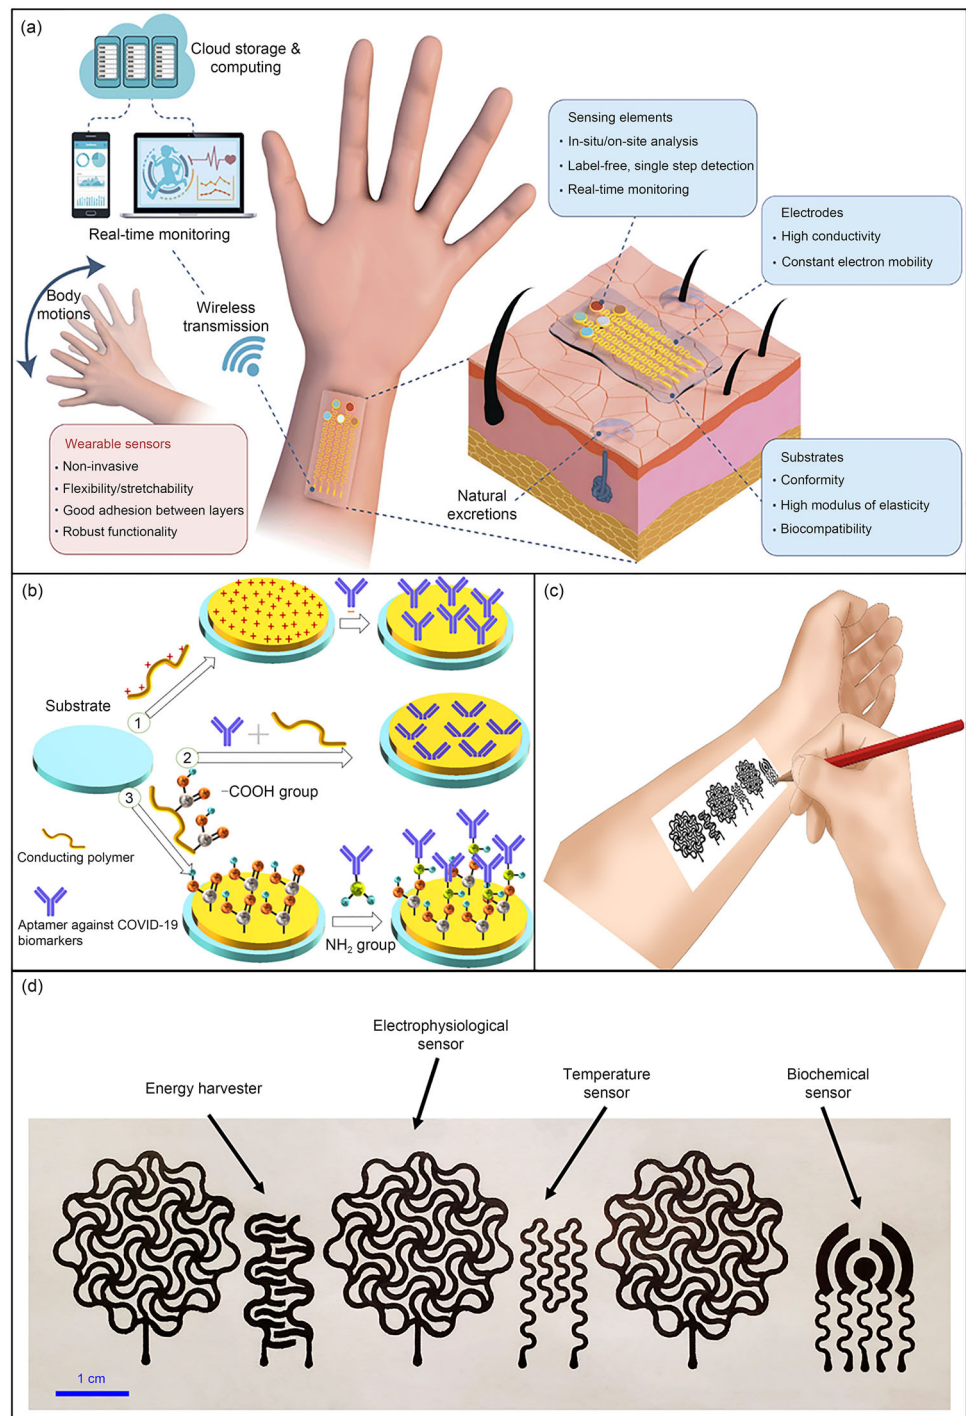 (a)
Cloud storage &
computing
Real-time monitoring
Body
motions
Wireless
transmission
Wearable sensors
• Non-invasive
• Flexibility/stretchability
• Good adhesion between layers
• Robust functionality
Sensing elements
• In-situ/on-site analysis
• Label-free, single step detection
• Real-time monitoring
Electrodes
• High conductivity
• Constant electron mobility
Natural
excretions
Substrates
• Conformity
• High modulus of elasticity
• Biocompatibility
(b)
Substrate
1
2
3
–COOH group
Conducting polymer
Aptamer against COVID-19
biomarkers
NH₂ group
(c)
(d)
Energy harvester
Electrophysiological
sensor
Temperature
sensor
Biochemical
sensor
1 cm